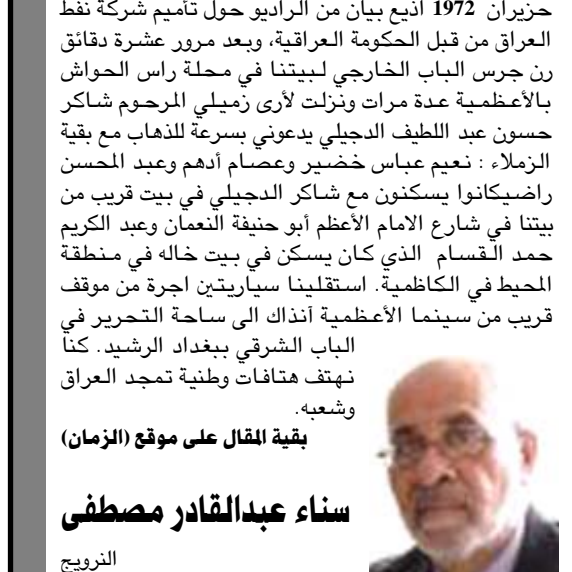 حزيران 1972 أذيع بيان من الراديو حول تأميم شركة نفط
العراق من قبل الحكومة العراقية، وبعد مرور عشرة دقائق
رن جرس الباب الخارجي لبيتنا في محلة راس الحواش
بالأعظمية عدة مرات ونزلت لأرى زميلي المرحوم شاكر
حسون عبد اللطيف الدجيلي يدعوني بسرعة للذهاب مع بقية
الزملاء : نعيم عباس خضير وعصام أدهم وعبد المحسن
راضيكانوا يسكنون مع شاكر الدجيلي في بيت قريب من
بيتنا في شارع الامام الأعظم أبو حنيفة النعمان وعبد الكريم
حمد القسام الذي كان يسكن في بيت خاله في منطقة
المحيط في الكاظمية. استقلينا سياريتين اجرة من موقف
قريب من سينما الأعظمية آنذاك الى ساحة التحرير في
الباب الشرقي ببغداد الرشيد. كنا
نهتف هتافات وطنية تمجد العراق
وشعبه.
بقية المقال على موقع (الزمان)
سناء عبدالقادر مصطفى
النرويج